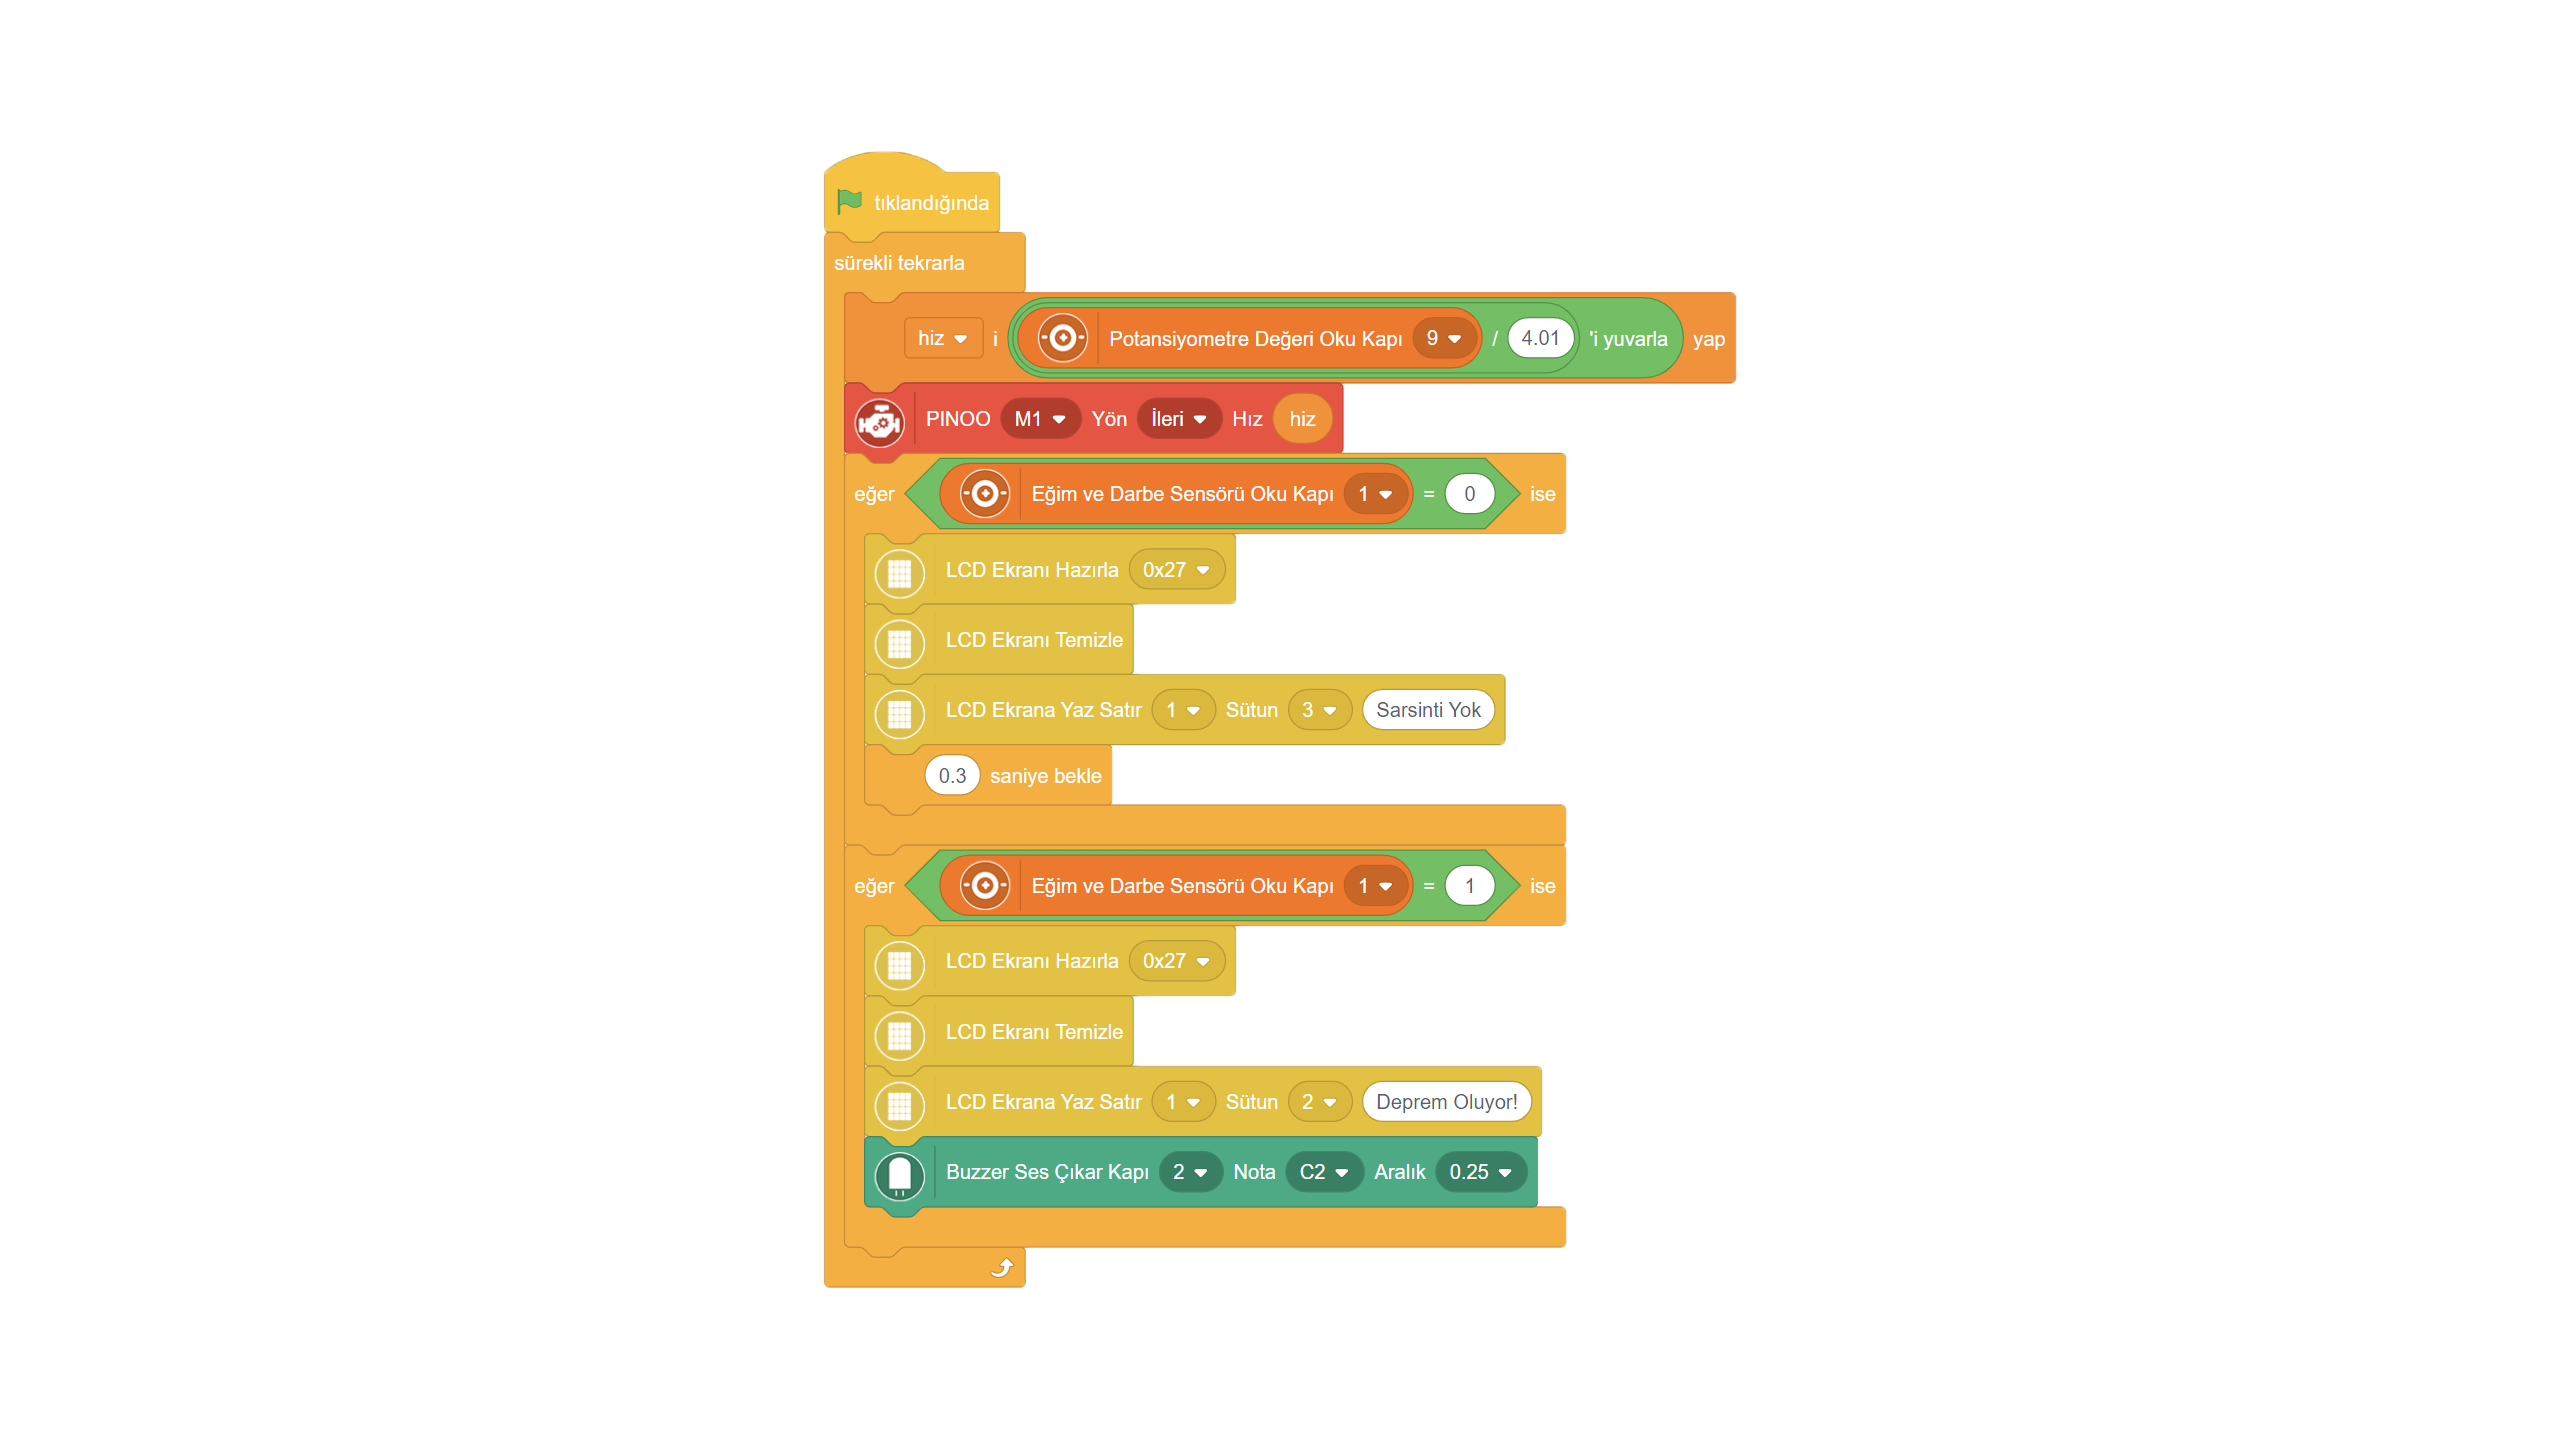 tıklandığında
sürekli tekrarla
hiz i Potansiyometre Değeri Oku Kapı 9 / 4.01 'i yuvarla yap
PINOO M1 Yön İleri Hız hiz
eğer Eğim ve Darbe Sensörü Oku Kapı 1 = 0 ise
LCD Ekranı Hazırla 0x27
LCD Ekranı Temizle
LCD Ekrana Yaz Satır 1 Sütun 3 Sarsinti Yok
0.3 saniye bekle
eğer Eğim ve Darbe Sensörü Oku Kapı 1 = 1 ise
LCD Ekranı Hazırla 0x27
LCD Ekranı Temizle
LCD Ekrana Yaz Satır 1 Sütun 2 Deprem Oluyor!
Buzzer Ses Çıkar Kapı 2 Nota C2 Aralık 0.25